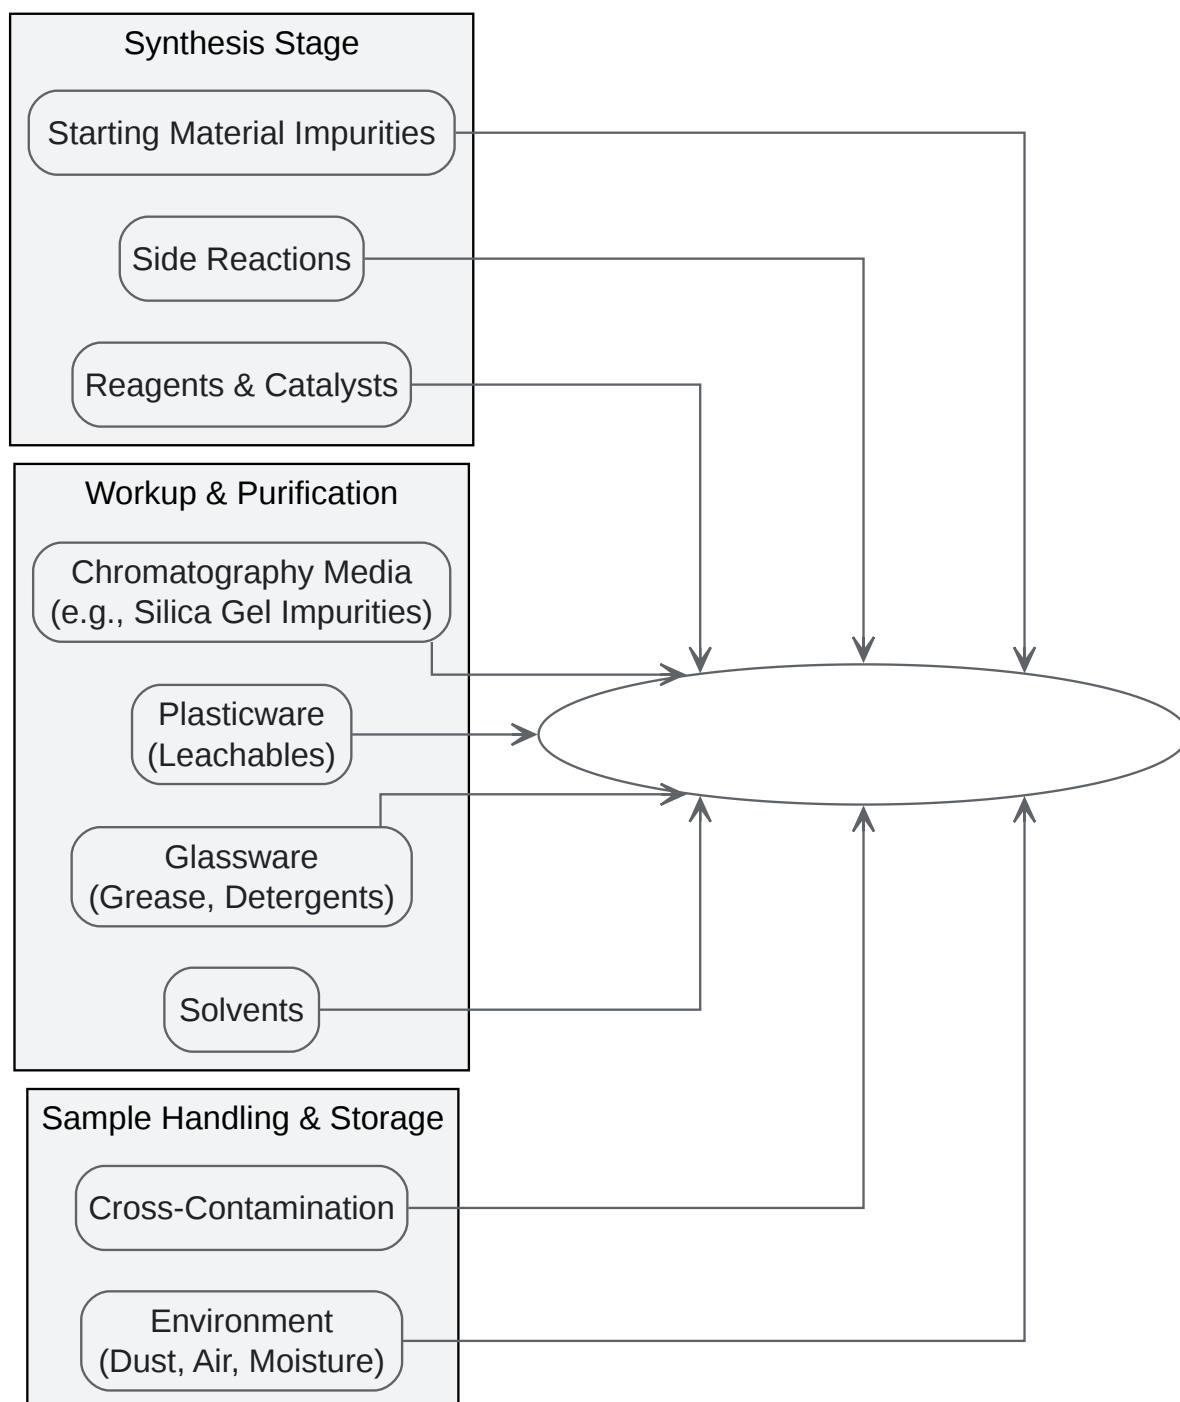 Synthesis Stage
Starting Material Impurities
Side Reactions
Reagents & Catalysts
Workup & Purification
Chromatography Media
(e.g., Silica Gel Impurities)
Plasticware
(Leachables)
Glassware
(Grease, Detergents)
Solvents
Sample Handling & Storage
Cross-Contamination
Environment
(Dust, Air, Moisture)